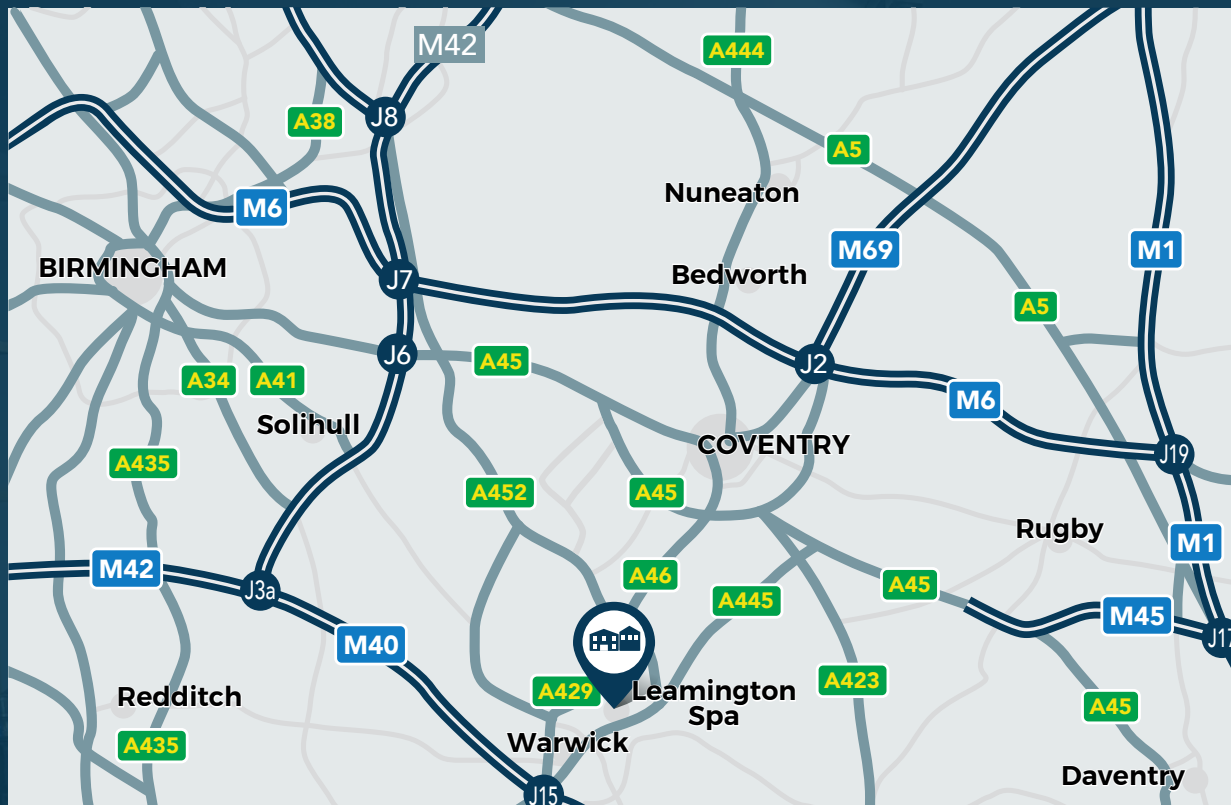 M42
A444
J8
A38
A5
Nuneaton
M6
M69
M1
BIRMINGHAM
Bedworth
J7
A5
J6
A45
J2
A34
A41
M6
Solihull
COVENTRY
J19
A435
A452
A45
Rugby
M1
M42
A46
A45
J3a
A445
M45
M40
J17
A423
A429
Leamington
Spa
Redditch
A45
Warwick
A435
Daventry
J15